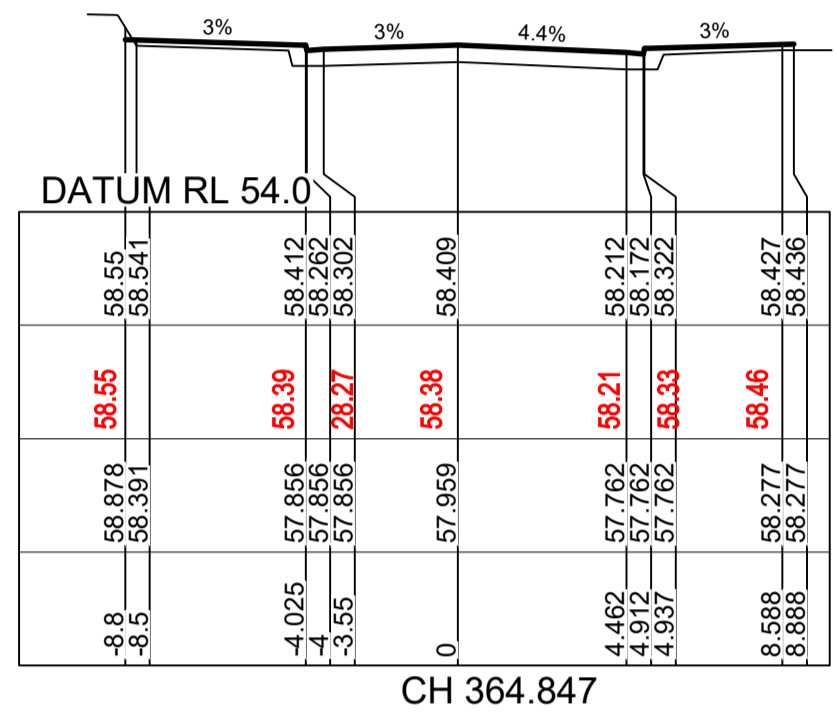 3% 3% 4.4% 3%
DATUM RL 54.0
58.55 58.541 58.412 58.262 58.302 58.409 58.212 58.172 58.322 58.427 58.436
58.55 58.39 28.27 58.38 58.21 58.33 58.46
58.878 58.391 57.856 57.856 57.856 57.959 57.762 57.762 57.762 58.277 58.277
-8.8 -8.5 -4.025 -4 -3.55 0 4.462 4.912 4.937 8.588 8.888
CH 364.847